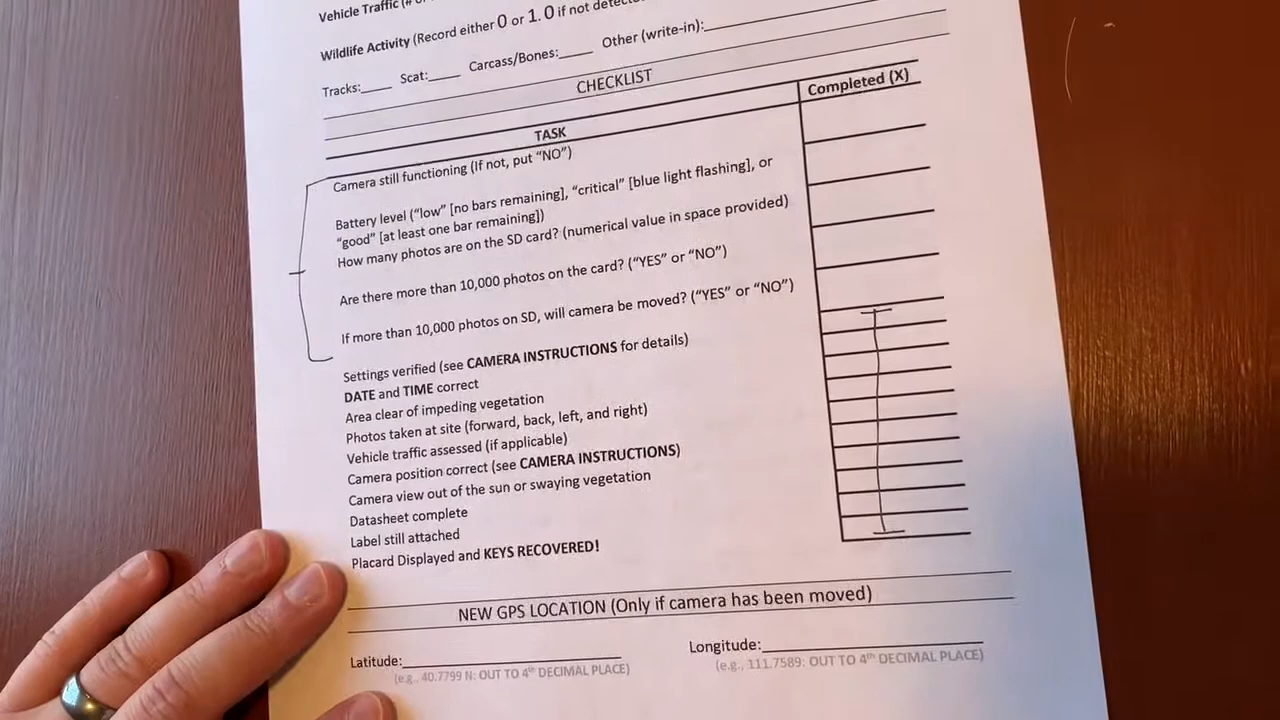 Vehicle Traffic (# of
Wildlife Activity (Record either 0 or 1. 0 if not detec
Tracks:____ Scat:____ Carcass/Bones:____ Other (write-in):____
CHECKLIST
TASK Completed (X)
Camera still functioning (If not, put “NO”)
Battery level (“low” [no bars remaining], “critical” [blue light flashing], or
“good” [at least one bar remaining])
How many photos are on the SD card? (numerical value in space provided)
Are there more than 10,000 photos on the card? (“YES” or “NO”)
If more than 10,000 photos on SD, will camera be moved? (“YES” or “NO”)
Settings verified (see CAMERA INSTRUCTIONS for details)
DATE and TIME correct
Area clear of impeding vegetation
Photos taken at site (forward, back, left, and right)
Vehicle traffic assessed (if applicable)
Camera position correct (see CAMERA INSTRUCTIONS)
Camera view out of the sun or swaying vegetation
Datasheet complete
Label still attached
Placard Displayed and KEYS RECOVERED!
NEW GPS LOCATION (Only if camera has been moved)
Latitude:____ Longitude:____
(e.g., 40.7799 N: OUT TO 4th DECIMAL PLACE) (e.g., 111.7589: OUT TO 4th DECIMAL PLACE)